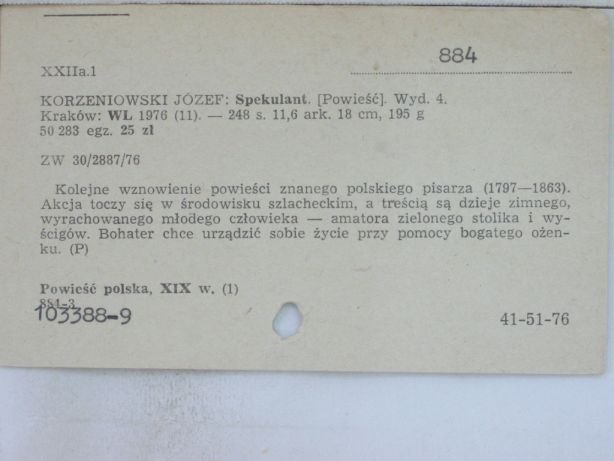 884
XXIIa.1
KORZENIOWSKI JÓZEF: Spekulant. [Powieść]. Wyd. 4.
Kraków: WL 1976 (11). — 248 s. 11,6 ark. 18 cm, 195 g
50 283 egz. 25 zł
ZW 30/2887/76
Kolejne wznowienie powieści znanego polskiego pisarza (1797—1863).
Akcja toczy się w środowisku szlacheckim, a treścią są dzieje zimnego,
wyrachowanego młodego człowieka — amatora zielonego stolika i wy-
ścigów. Bohater chce urządzić sobie życie przy pomocy bogatego ożen-
ku. (P)
Powieść polska, XIX w. (1)
884-3
103388-9
41-51-76